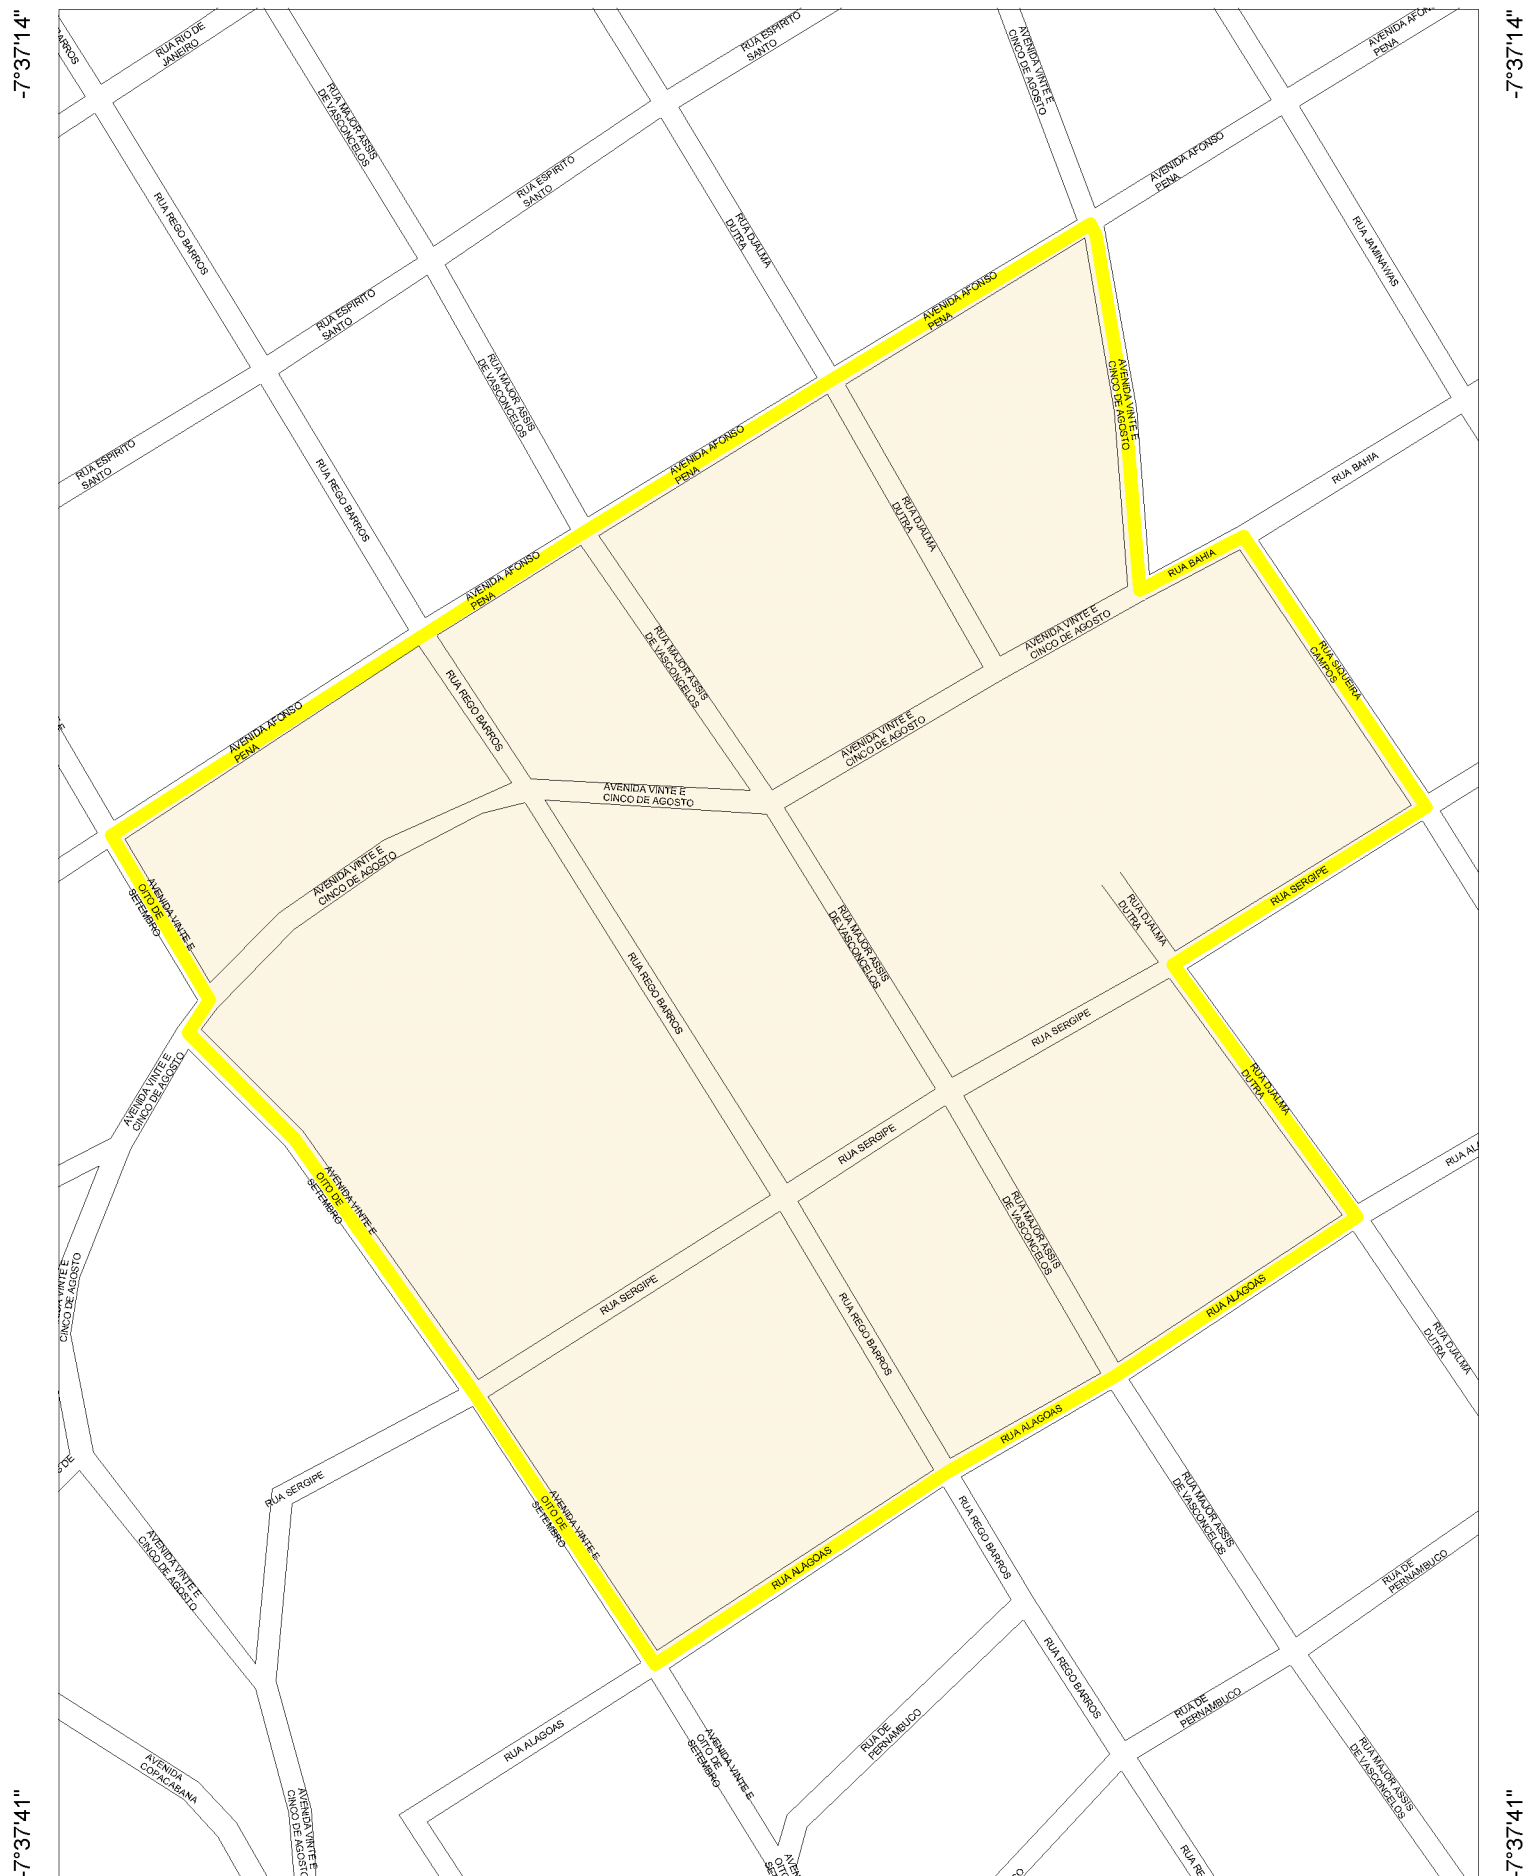 -7°37'14"
-7°37'14"
RUA RIO DE
JANEIRO
RUA ESPIRITO
SANTO
AVENIDA VINTE E
CINCO DE AGOSTO
PENA
RUA MAJOR ASSIS
DE VASCONCELOS
RUA ESPIRITO
SANTO
AVENIDA AFONSO
PENA
RUA REGO BARROS
RUA DJALMA
DUTRA
RUA JAMINAWAS
RUA ESPIRITO
SANTO
AVENIDA AFONSO
PENA
RUA MAJOR ASSIS
DE VASCONCELOS
AVENIDA VINTE E
CINCO DE AGOSTO
RUA ESPIRITO
SANTO
RUA REGO BARROS
AVENIDA AFONSO
PENA
RUA BAHIA
RUA DJALMA
DUTRA
AVENIDA AFONSO
PENA
RUA BAHIA
AVENIDA VINTE E
CINCO DE AGOSTO
RUA MAJOR ASSIS
DE VASCONCELOS
RUA SIQUEIRA
CAMPOS
RUA REGO BARROS
AVENIDA AFONSO
PENA
AVENIDA VINTE E
CINCO DE AGOSTO
AVENIDA VINTE E
CINCO DE AGOSTO
AVENIDA VINTE E
CINCO DE AGOSTO
AVENIDA VINTE E
OITO DE
SETEMBRO
RUA SERGIPE
RUA MAJOR ASSIS
DE VASCONCELOS
RUA DJALMA
DUTRA
RUA REGO BARROS
RUA SERGIPE
AVENIDA VINTE E
CINCO DE AGOSTO
RUA DJALMA
DUTRA
RUA SERGIPE
AVENIDA VINTE E
OITO DE
SETEMBRO
RUA MAJOR ASSIS
DE VASCONCELOS
VINTE E
CINCO DE AGOSTO
RUA SERGIPE
RUA ALAGOAS
RUA REGO BARROS
RUA DJALMA
DUTRA
RUA ALAGOAS
RUA SERGIPE
AVENIDA VINTE E
OITO DE
SETEMBRO
RUA MAJOR ASSIS
DE VASCONCELOS
AVENIDA VINTE E
CINCO DE AGOSTO
RUA REGO BARROS
RUA ALAGOAS
RUA DE
PERNAMBUCO
RUA REGO BARROS
RUA DE
PERNAMBUCO
RUA ALAGOAS
RUA DE
PERNAMBUCO
AVENIDA VINTE E
OITO DE
SETEMBRO
AVENIDA
COPACABANA
RUA MAJOR ASSIS
DE VASCONCELOS
AVENIDA VINTE E
CINCO DE AGOSTO
-7°37'41"
-7°37'41"